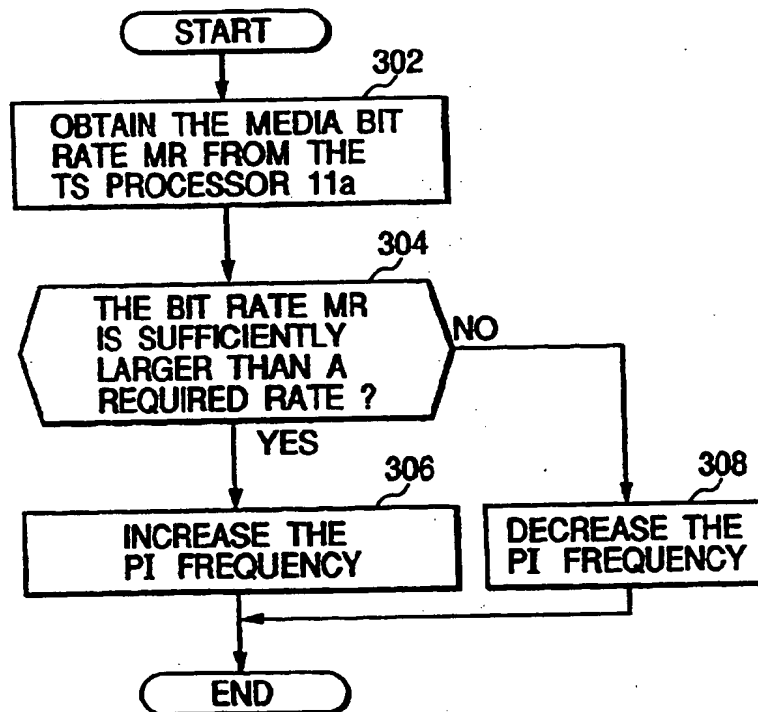 START
302
OBTAIN THE MEDIA BIT
RATE MR FROM THE
TS PROCESSOR 11a
304
THE BIT RATE MR
IS SUFFICIENTLY
LARGER THAN A
REQUIRED RATE ?
NO
YES
306
INCREASE THE
PI FREQUENCY
308
DECREASE THE
PI FREQUENCY
END